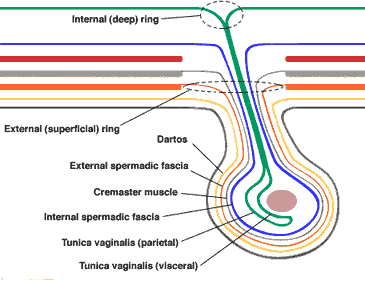 Internal (deep) ring
External (superficial) ring
Dartos
External spermadic fascia
Cremaster muscle
Internal spermadic fascia
Tunica vaginalis (parietal)
Tunica vaginalis (visceral)